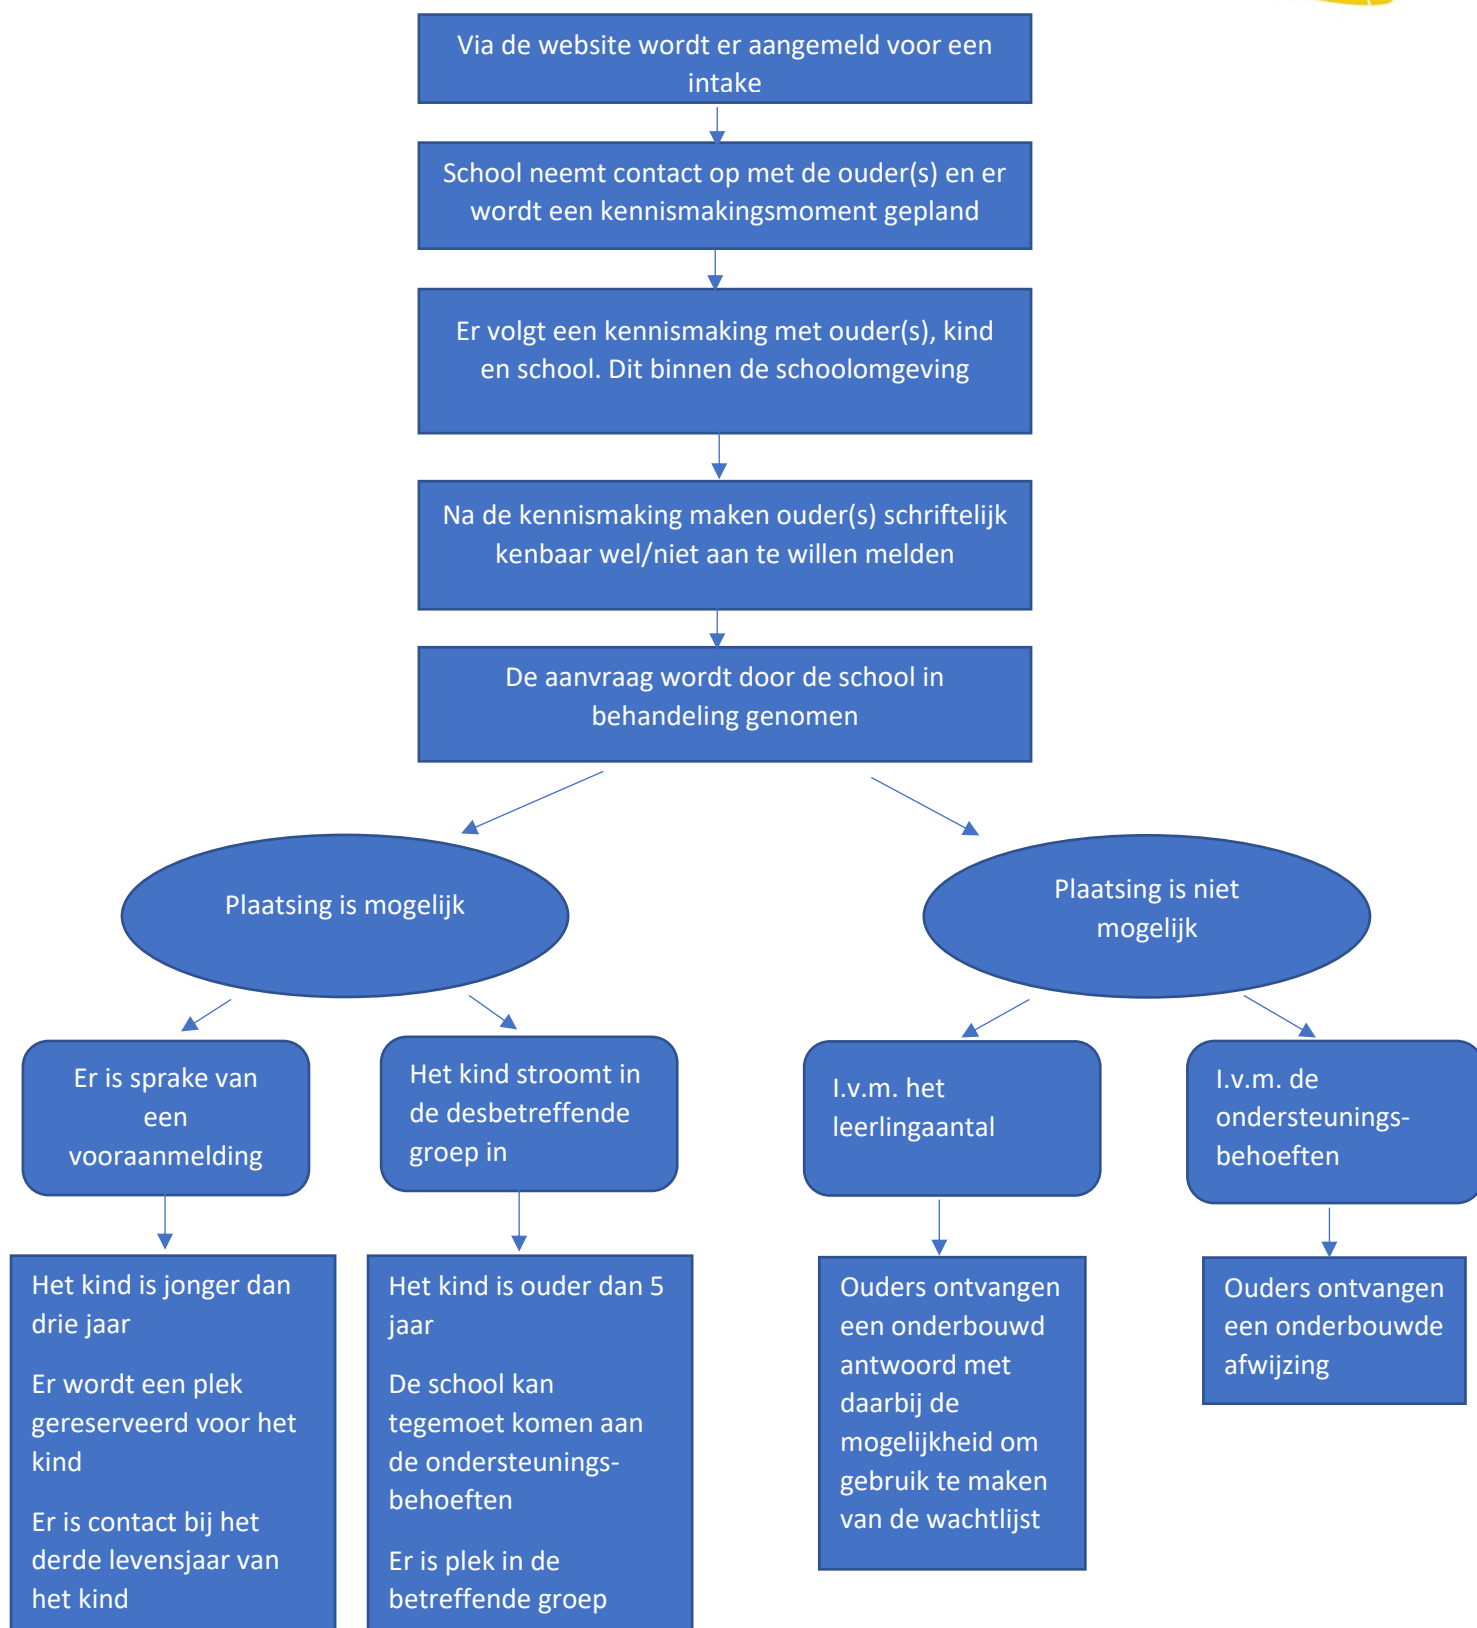 Via de website wordt er aangemeld voor een
intake
School neemt contact op met de ouder(s) en er
wordt een kennismakingsmoment gepland
Er volgt een kennismaking met ouder(s), kind
en school. Dit binnen de schoolomgeving
Na de kennismaking maken ouder(s) schriftelijk
kenbaar wel/niet aan te willen melden
De aanvraag wordt door de school in
behandeling genomen
Plaatsing is mogelijk
Plaatsing is niet
mogelijk
Er is sprake van
een
vooraanmelding
Het kind stroomt in
de desbetreffende
groep in
I.v.m. het
leerlingaantal
I.v.m. de
ondersteunings-
behoeften
Het kind is jonger dan
drie jaar
Er wordt een plek
gereserveerd voor het
kind
Er is contact bij het
derde levensjaar van
het kind
Het kind is ouder dan 5
jaar
De school kan
tegemoet komen aan
de ondersteunings-
behoeften
Er is plek in de
betreffende groep
Ouders ontvangen
een onderbouwd
antwoord met
daarbij de
mogelijkheid om
gebruik te maken
van de wachtlijst
Ouders ontvangen
een onderbouwde
afwijzing